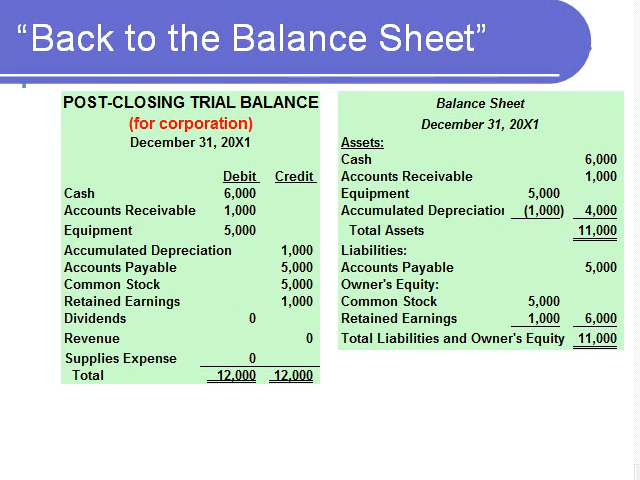 “Back to the Balance Sheet”
POST-CLOSING TRIAL BALANCE
(for corporation)
December 31, 20X1
Debit Credit
Cash 6,000
Accounts Receivable 1,000
Equipment 5,000
Accumulated Depreciation 1,000
Accounts Payable 5,000
Common Stock 5,000
Retained Earnings 1,000
Dividends 0
Revenue 0
Supplies Expense 0
Total 12,000 12,000
Balance Sheet
December 31, 20X1
Assets:
Cash 6,000
Accounts Receivable 1,000
Equipment 5,000
Accumulated Depreciation (1,000) 4,000
Total Assets 11,000
Liabilities:
Accounts Payable 5,000
Owner's Equity:
Common Stock 5,000
Retained Earnings 1,000 6,000
Total Liabilities and Owner's Equity 11,000